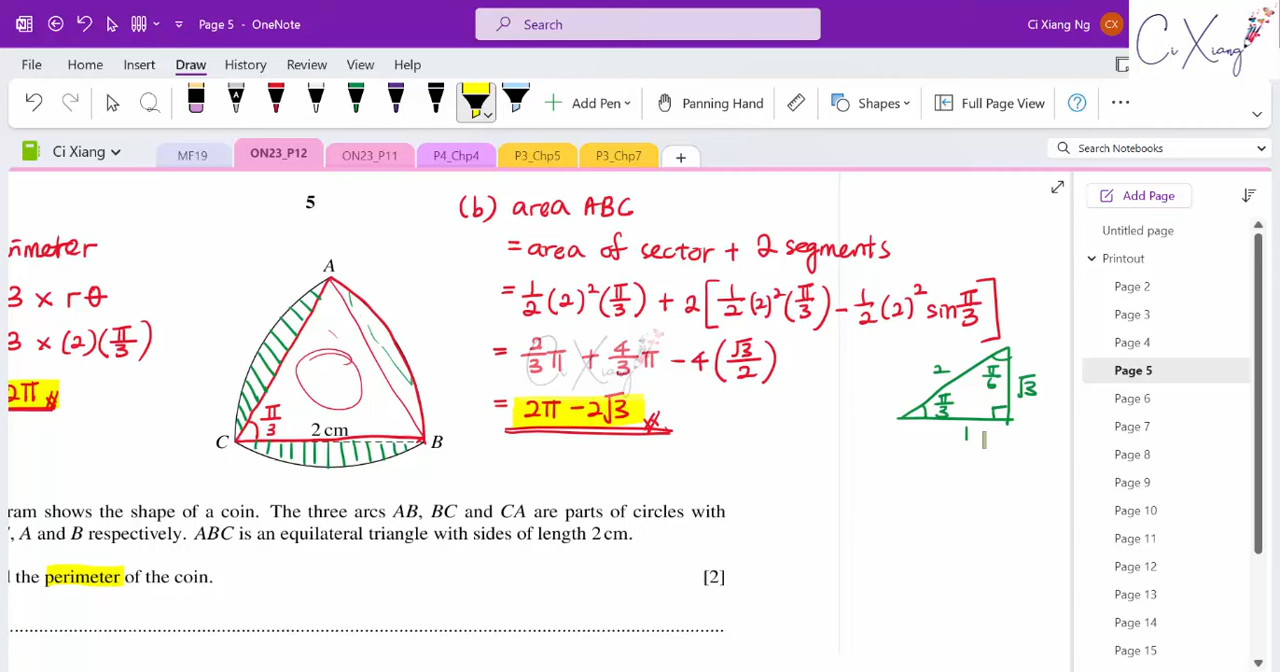 Page 5 - OneNote
Search
Ci Xiang Ng
CX
Ci Xiang
File Home Insert Draw History Review View Help
Add Pen
Panning Hand
Shapes
Full Page View
Ci Xiang
MF19
ON23_P12
ON23_P11
P4_Chp4
P3_Chp5
P3_Chp7
Search Notebooks
5
rimeter
3 × rθ
3 × (2)(π/3)
2π
A
C
π/3
2 cm
B
(b) area ABC
= area of sector + 2 segments
= 1/2 (2)² (π/3) + 2[1/2 (2)² (π/3) - 1/2 (2)² sin π/3]
= 2/3 π + 4/3 π - 4(√3/2)
= 2π - 2√3
Ci Xiang
2
π/6
√3
π/3
1
ram shows the shape of a coin. The three arcs AB, BC and CA are parts of circles with
, A and B respectively. ABC is an equilateral triangle with sides of length 2 cm.
the perimeter of the coin. [2]
Add Page
Untitled page
Printout
Page 2
Page 3
Page 4
Page 5
Page 6
Page 7
Page 8
Page 9
Page 10
Page 11
Page 12
Page 13
Page 14
Page 15